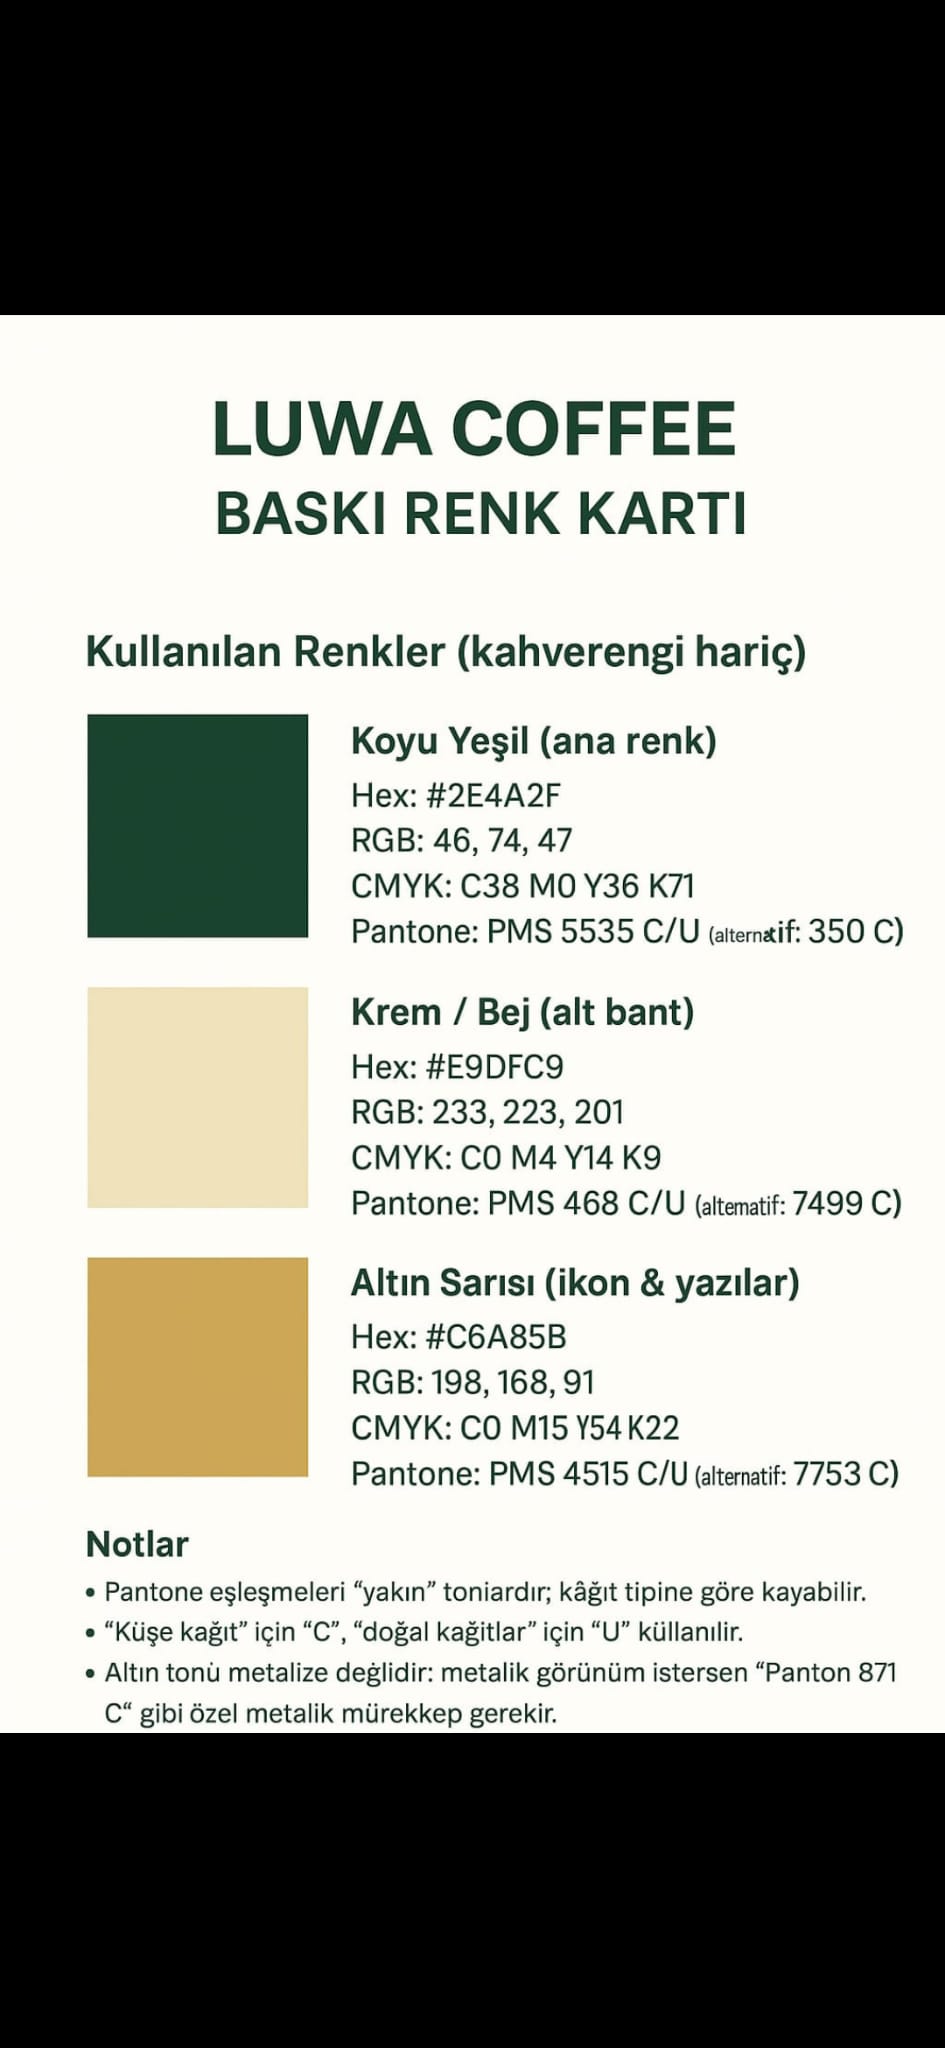 LUWA COFFEE
BASKI RENK KARTI
Kullanılan Renkler (kahverengi hariç)
Koyu Yeşil (ana renk)
Hex: #2E4A2F
RGB: 46, 74, 47
CMYK: C38 M0 Y36 K71
Pantone: PMS 5535 C/U (alternatif: 350 C)
Krem / Bej (alt bant)
Hex: #E9DFC9
RGB: 233, 223, 201
CMYK: C0 M4 Y14 K9
Pantone: PMS 468 C/U (altematif: 7499 C)
Altın Sarısı (ikon & yazılar)
Hex: #C6A85B
RGB: 198, 168, 91
CMYK: C0 M15 Y54 K22
Pantone: PMS 4515 C/U (alternatif: 7753 C)
Notlar
• Pantone eşleşmeleri “yakın” toniardır; kâğıt tipine göre kayabilir.
• “Küşe kağıt” için “C”, “doğal kağitlar” için “U” küllanılir.
• Altın tonù metalize değlidir: metalik görünüm istersen “Panton 871
C“ gibi özel metalik mürekkep gerekir.